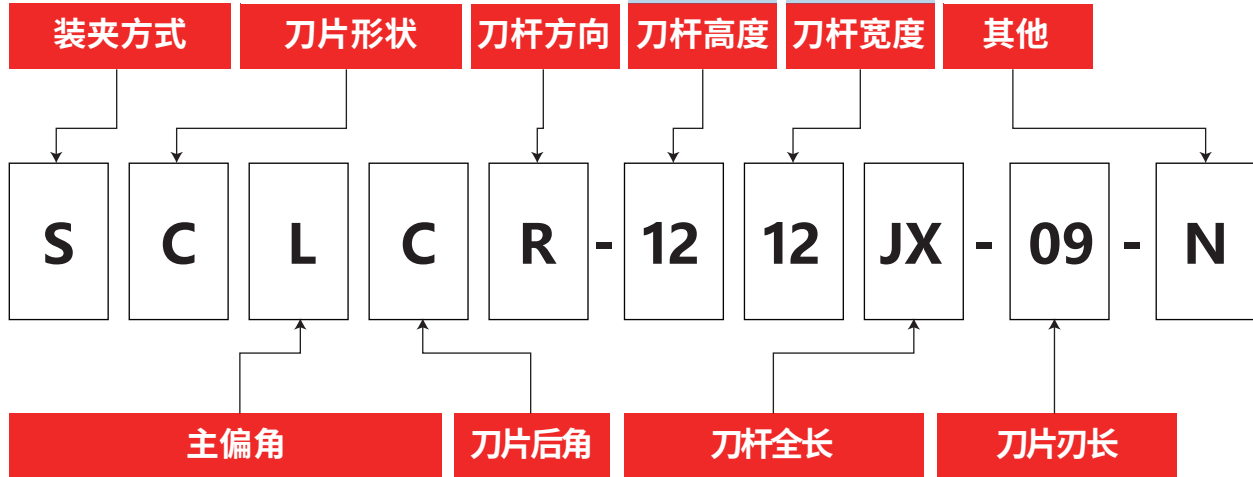 装夹方式 刀片形状 刀杆方向 刀杆高度 刀杆宽度 其他
S C L C R - 12 12 JX - 09 - N
主偏角 刀片后角 刀杆全长 刀片刃长